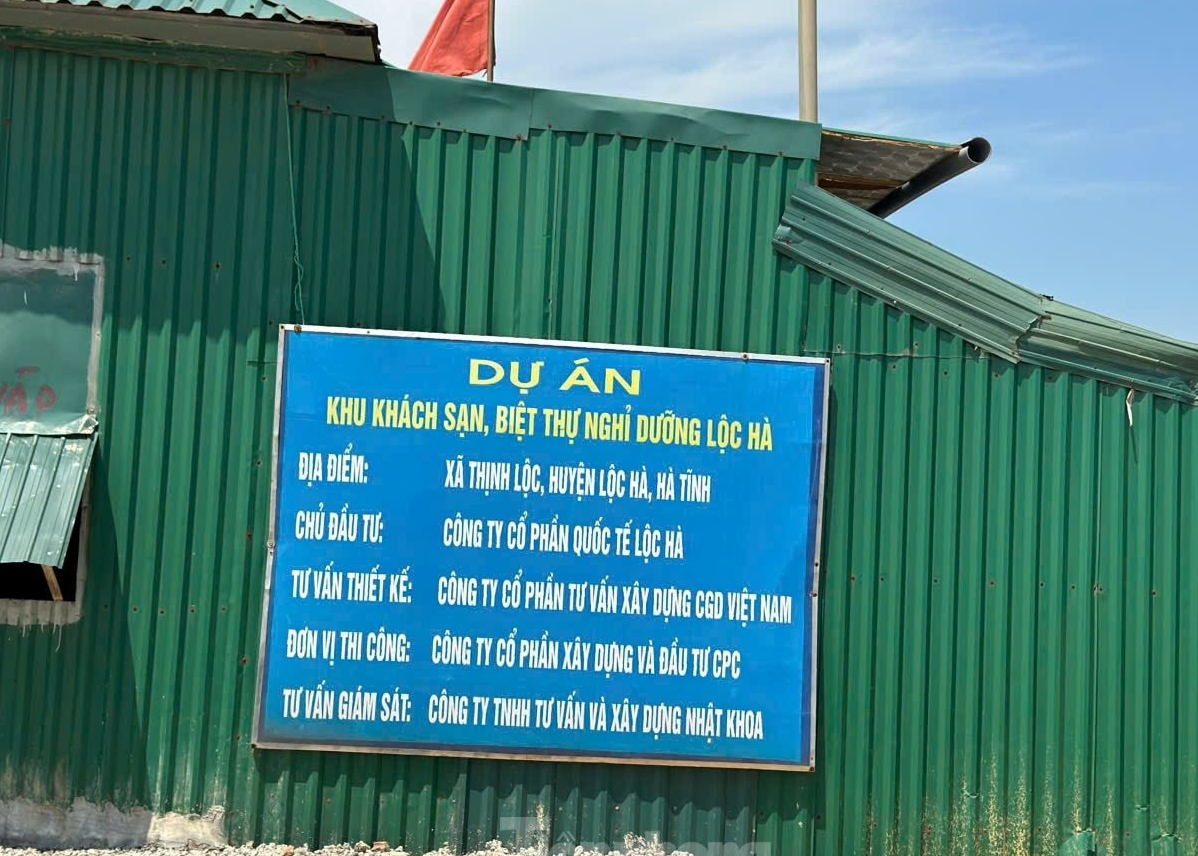 DỰ ÁN
KHU KHÁCH SẠN, BIỆT THỰ NGHỈ DƯỠNG LỘC HÀ
ĐỊA ĐIỂM: XÃ THỊNH LỘC, HUYỆN LỘC HÀ, HÀ TĨNH
CHỦ ĐẦU TƯ: CÔNG TY CỔ PHẦN QUỐC TẾ LỘC HÀ
TƯ VẤN THIẾT KẾ: CÔNG TY CỔ PHẦN TƯ VẤN XÂY DỰNG CGD VIỆT NAM
ĐƠN VỊ THI CÔNG: CÔNG TY CỔ PHẦN XÂY DỰNG VÀ ĐẦU TƯ CPC
TƯ VẤN GIÁM SÁT: CÔNG TY TNHH TƯ VẤN VÀ XÂY DỰNG NHẬT KHOA